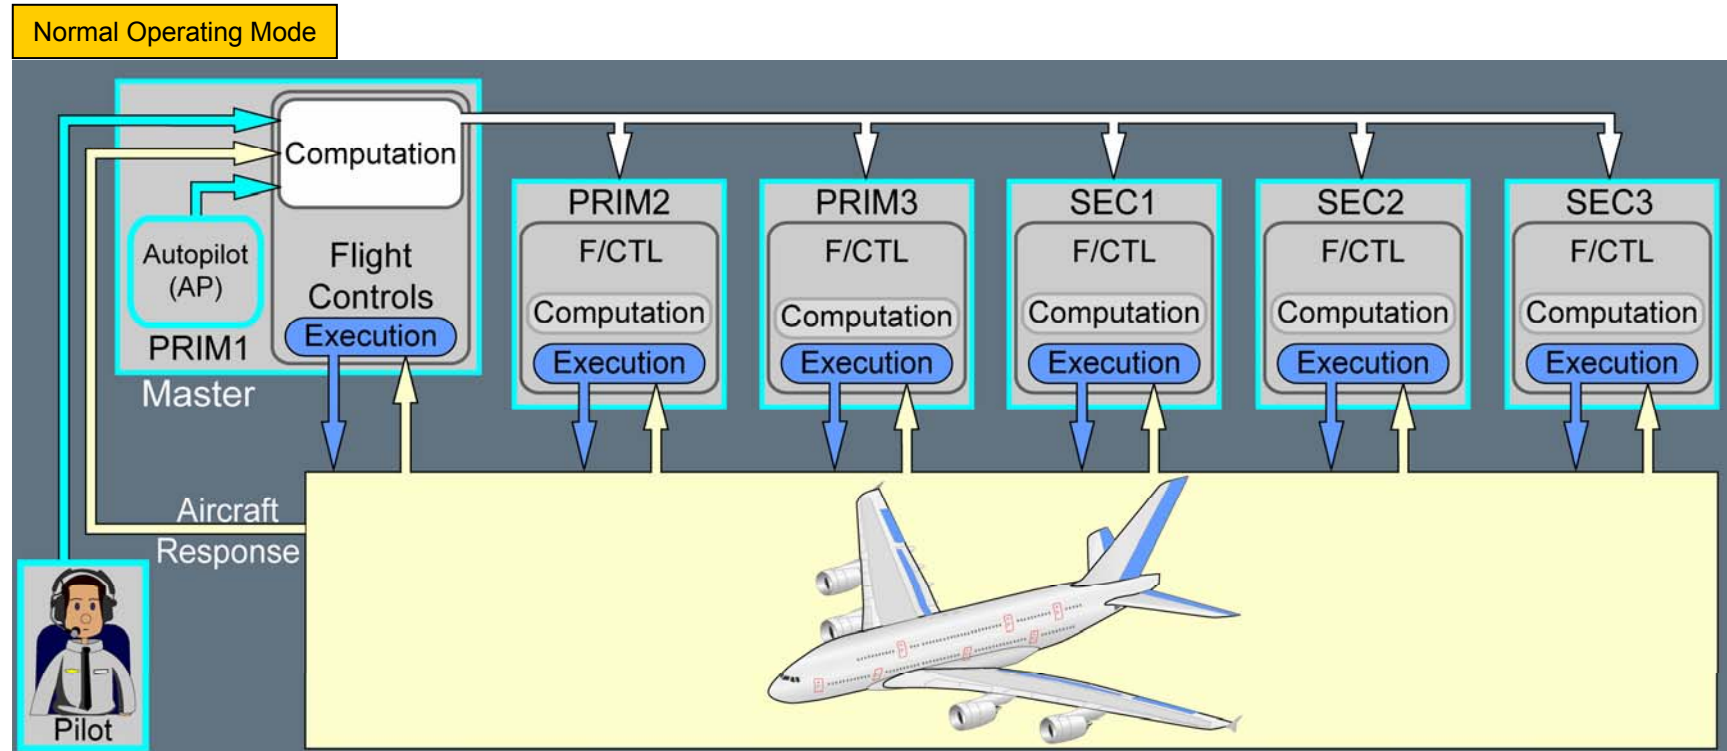 Normal Operating Mode
Computation
Autopilot
(AP)
Flight
Controls
Execution
PRIM1
Master
PRIM2
F/CTL
Computation
Execution
PRIM3
F/CTL
Computation
Execution
SEC1
F/CTL
Computation
Execution
SEC2
F/CTL
Computation
Execution
SEC3
F/CTL
Computation
Execution
Aircraft
Response
Pilot